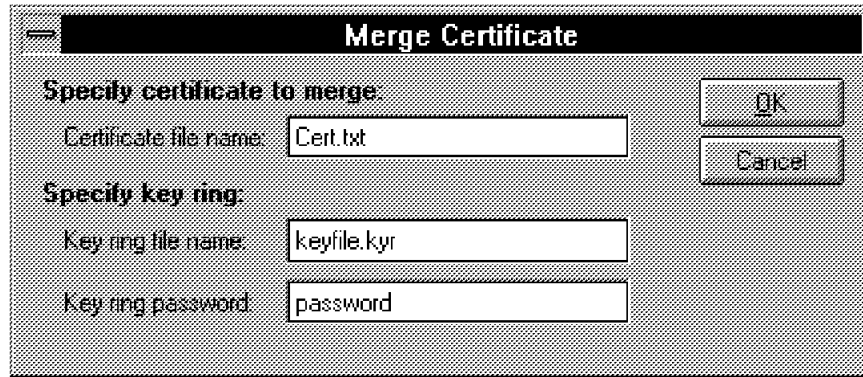 Merge Certificate
Specify certificate to merge:
OK
Certificate file name: Cert.txt
Cancel
Specify key ring:
Key ring file name: keyfile.kyr
Key ring password: password